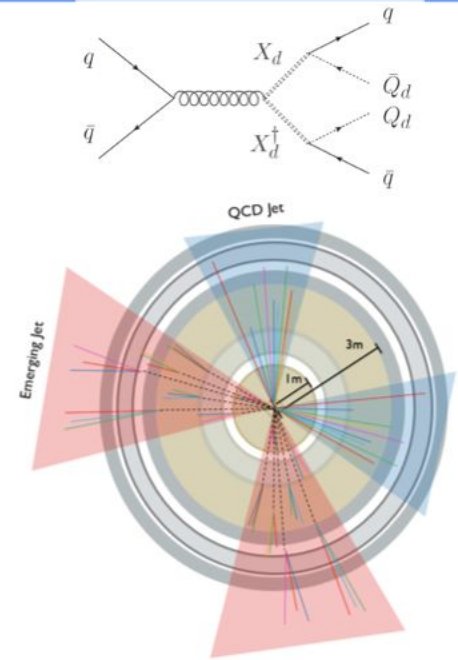 q
X_d
q
Q̄_d
Q_d
q̄
X_d^†
q̄
QCD Jet
Emerging Jet
3m
1m